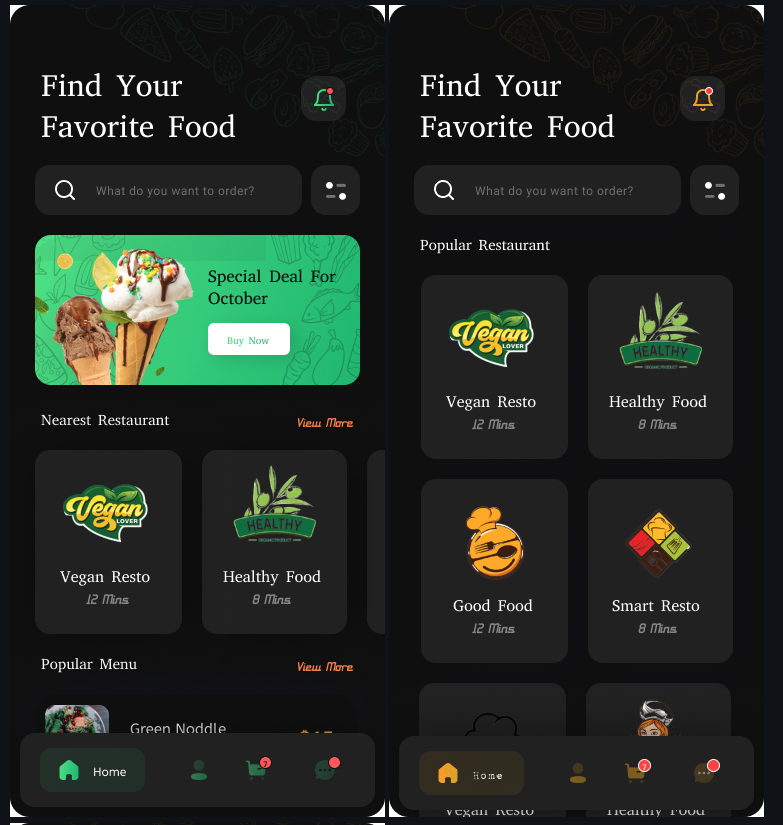 Find Your
Favorite Food
What do you want to order?
Special Deal For
October
Buy Now
Nearest Restaurant
View More
Vegan
LOVER
HEALTHY
ORGANIC PRODUCT
Vegan Resto
Healthy Food
12 Mins
8 Mins
Popular Menu
View More
Green Noddle
Home
7
Find Your
Favorite Food
What do you want to order?
Popular Restaurant
Vegan
LOVER
HEALTHY
ORGANIC PRODUCT
Vegan Resto
Healthy Food
12 Mins
8 Mins
Good Food
Smart Resto
12 Mins
8 Mins
Home
7
Vegan Resto
Healthy Food